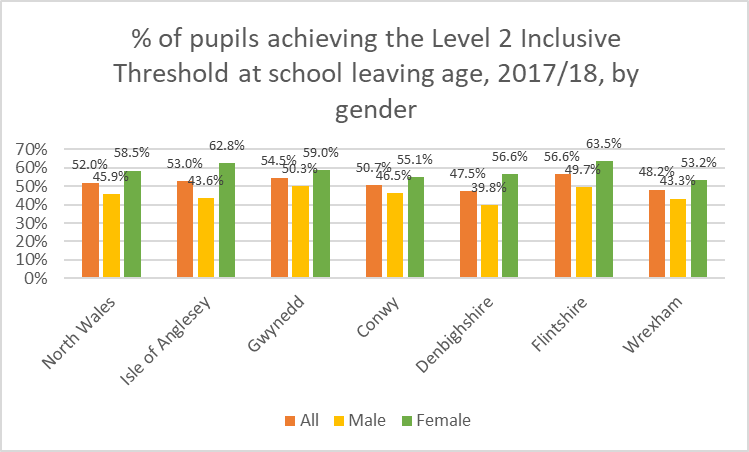 % of pupils achieving the Level 2 Inclusive
Threshold at school leaving age, 2017/18, by
gender
70%
60%
50%
40%
30%
20%
10%
0%
52.0%
45.9%
58.5%
53.0%
43.6%
62.8%
54.5%
50.3%
59.0%
50.7%
46.5%
55.1%
47.5%
39.8%
56.6%
56.6%
49.7%
63.5%
48.2%
43.3%
53.2%
North Wales
Isle of Anglesey
Gwynedd
Conwy
Denbighshire
Flintshire
Wrexham
All Male Female